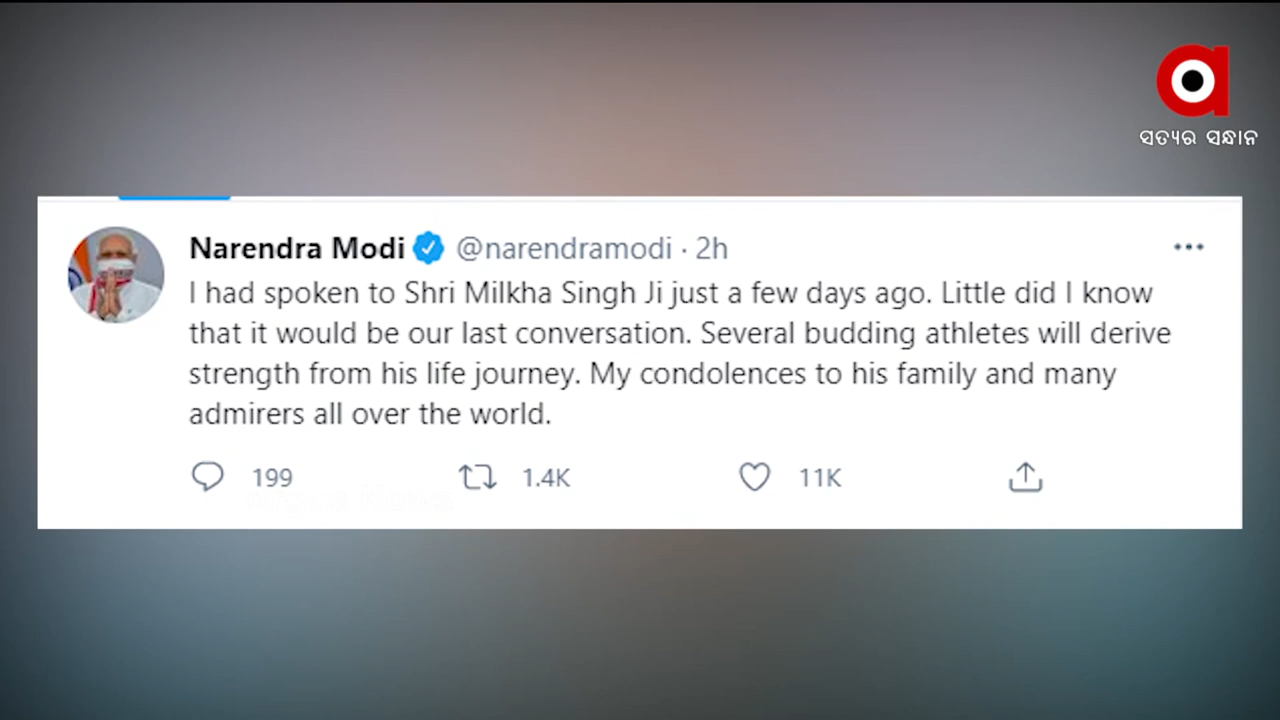 ସତ୍ୟର ସନ୍ଧାନ
Narendra Modi @narendramodi · 2h
I had spoken to Shri Milkha Singh Ji just a few days ago. Little did I know
that it would be our last conversation. Several budding athletes will derive
strength from his life journey. My condolences to his family and many
admirers all over the world.
199 1.4K 11K